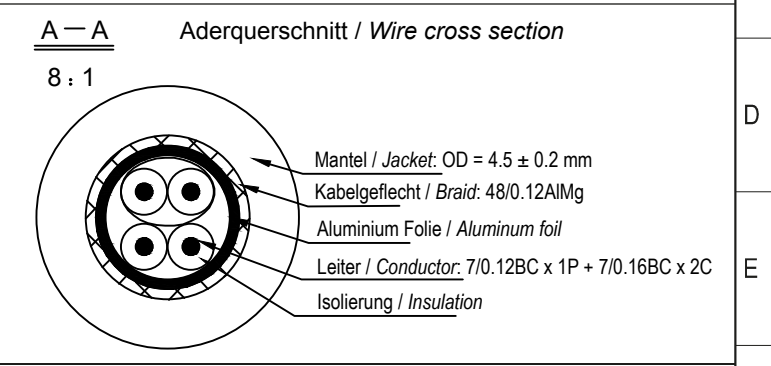 A — A
Aderquerschnitt / Wire cross section
8 : 1
D
Mantel / Jacket: OD = 4.5 ± 0.2 mm
Kabelgeflecht / Braid: 48/0.12AlMg
Aluminium Folie / Aluminum foil
Leiter / Conductor: 7/0.12BC x 1P + 7/0.16BC x 2C
E
Isolierung / Insulation